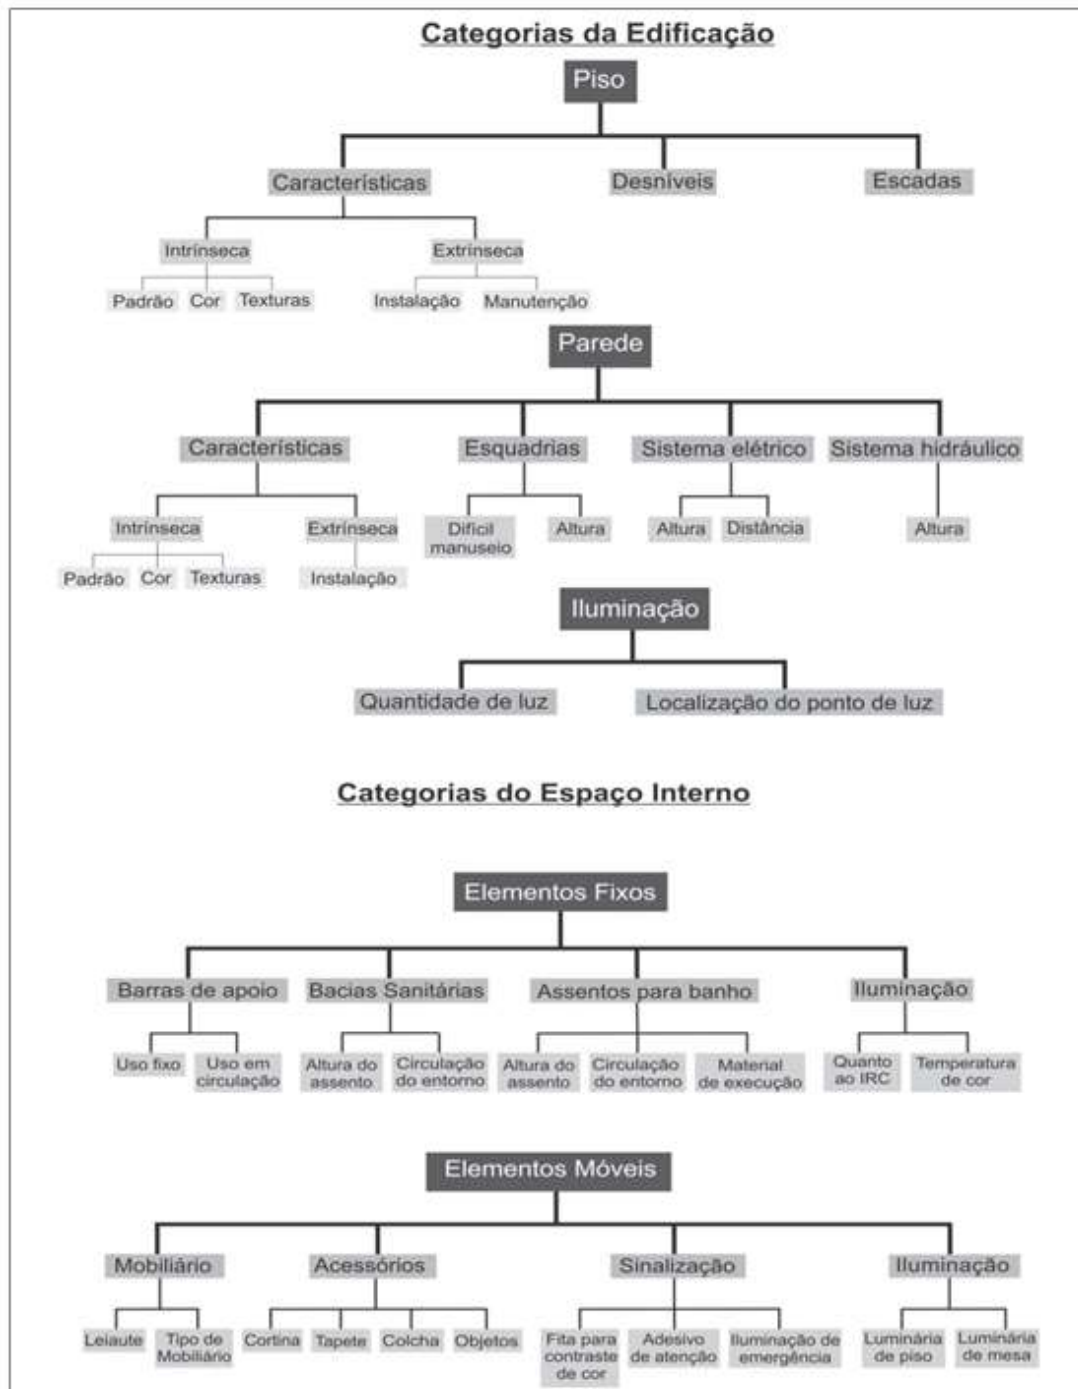 Categorias da Edificação
Piso
Características
Desníveis
Escadas
Intrínseca
Extrínseca
Padrão
Cor
Texturas
Instalação
Manutenção
Parede
Características
Esquadrias
Sistema elétrico
Sistema hidráulico
Intrínseca
Extrínseca
Difícil
manuseio
Altura
Altura
Distância
Altura
Padrão
Cor
Texturas
Instalação
Iluminação
Quantidade de luz
Localização do ponto de luz
Categorias do Espaço Interno
Elementos Fixos
Barras de apoio
Bacias Sanitárias
Assentos para banho
Iluminação
Uso fixo
Uso em
circulação
Altura do
assento
Circulação
do entorno
Altura do
assento
Circulação
do entorno
Material
de execução
Quanto
ao IRC
Temperatura
de cor
Elementos Móveis
Mobiliário
Acessórios
Sinalização
Iluminação
Leiaute
Tipo de
Mobiliário
Cortina
Tapete
Colcha
Objetos
Fita para
contraste
de cor
Adesivo
de atenção
Iluminação de
emergência
Luminária
de piso
Luminária
de mesa